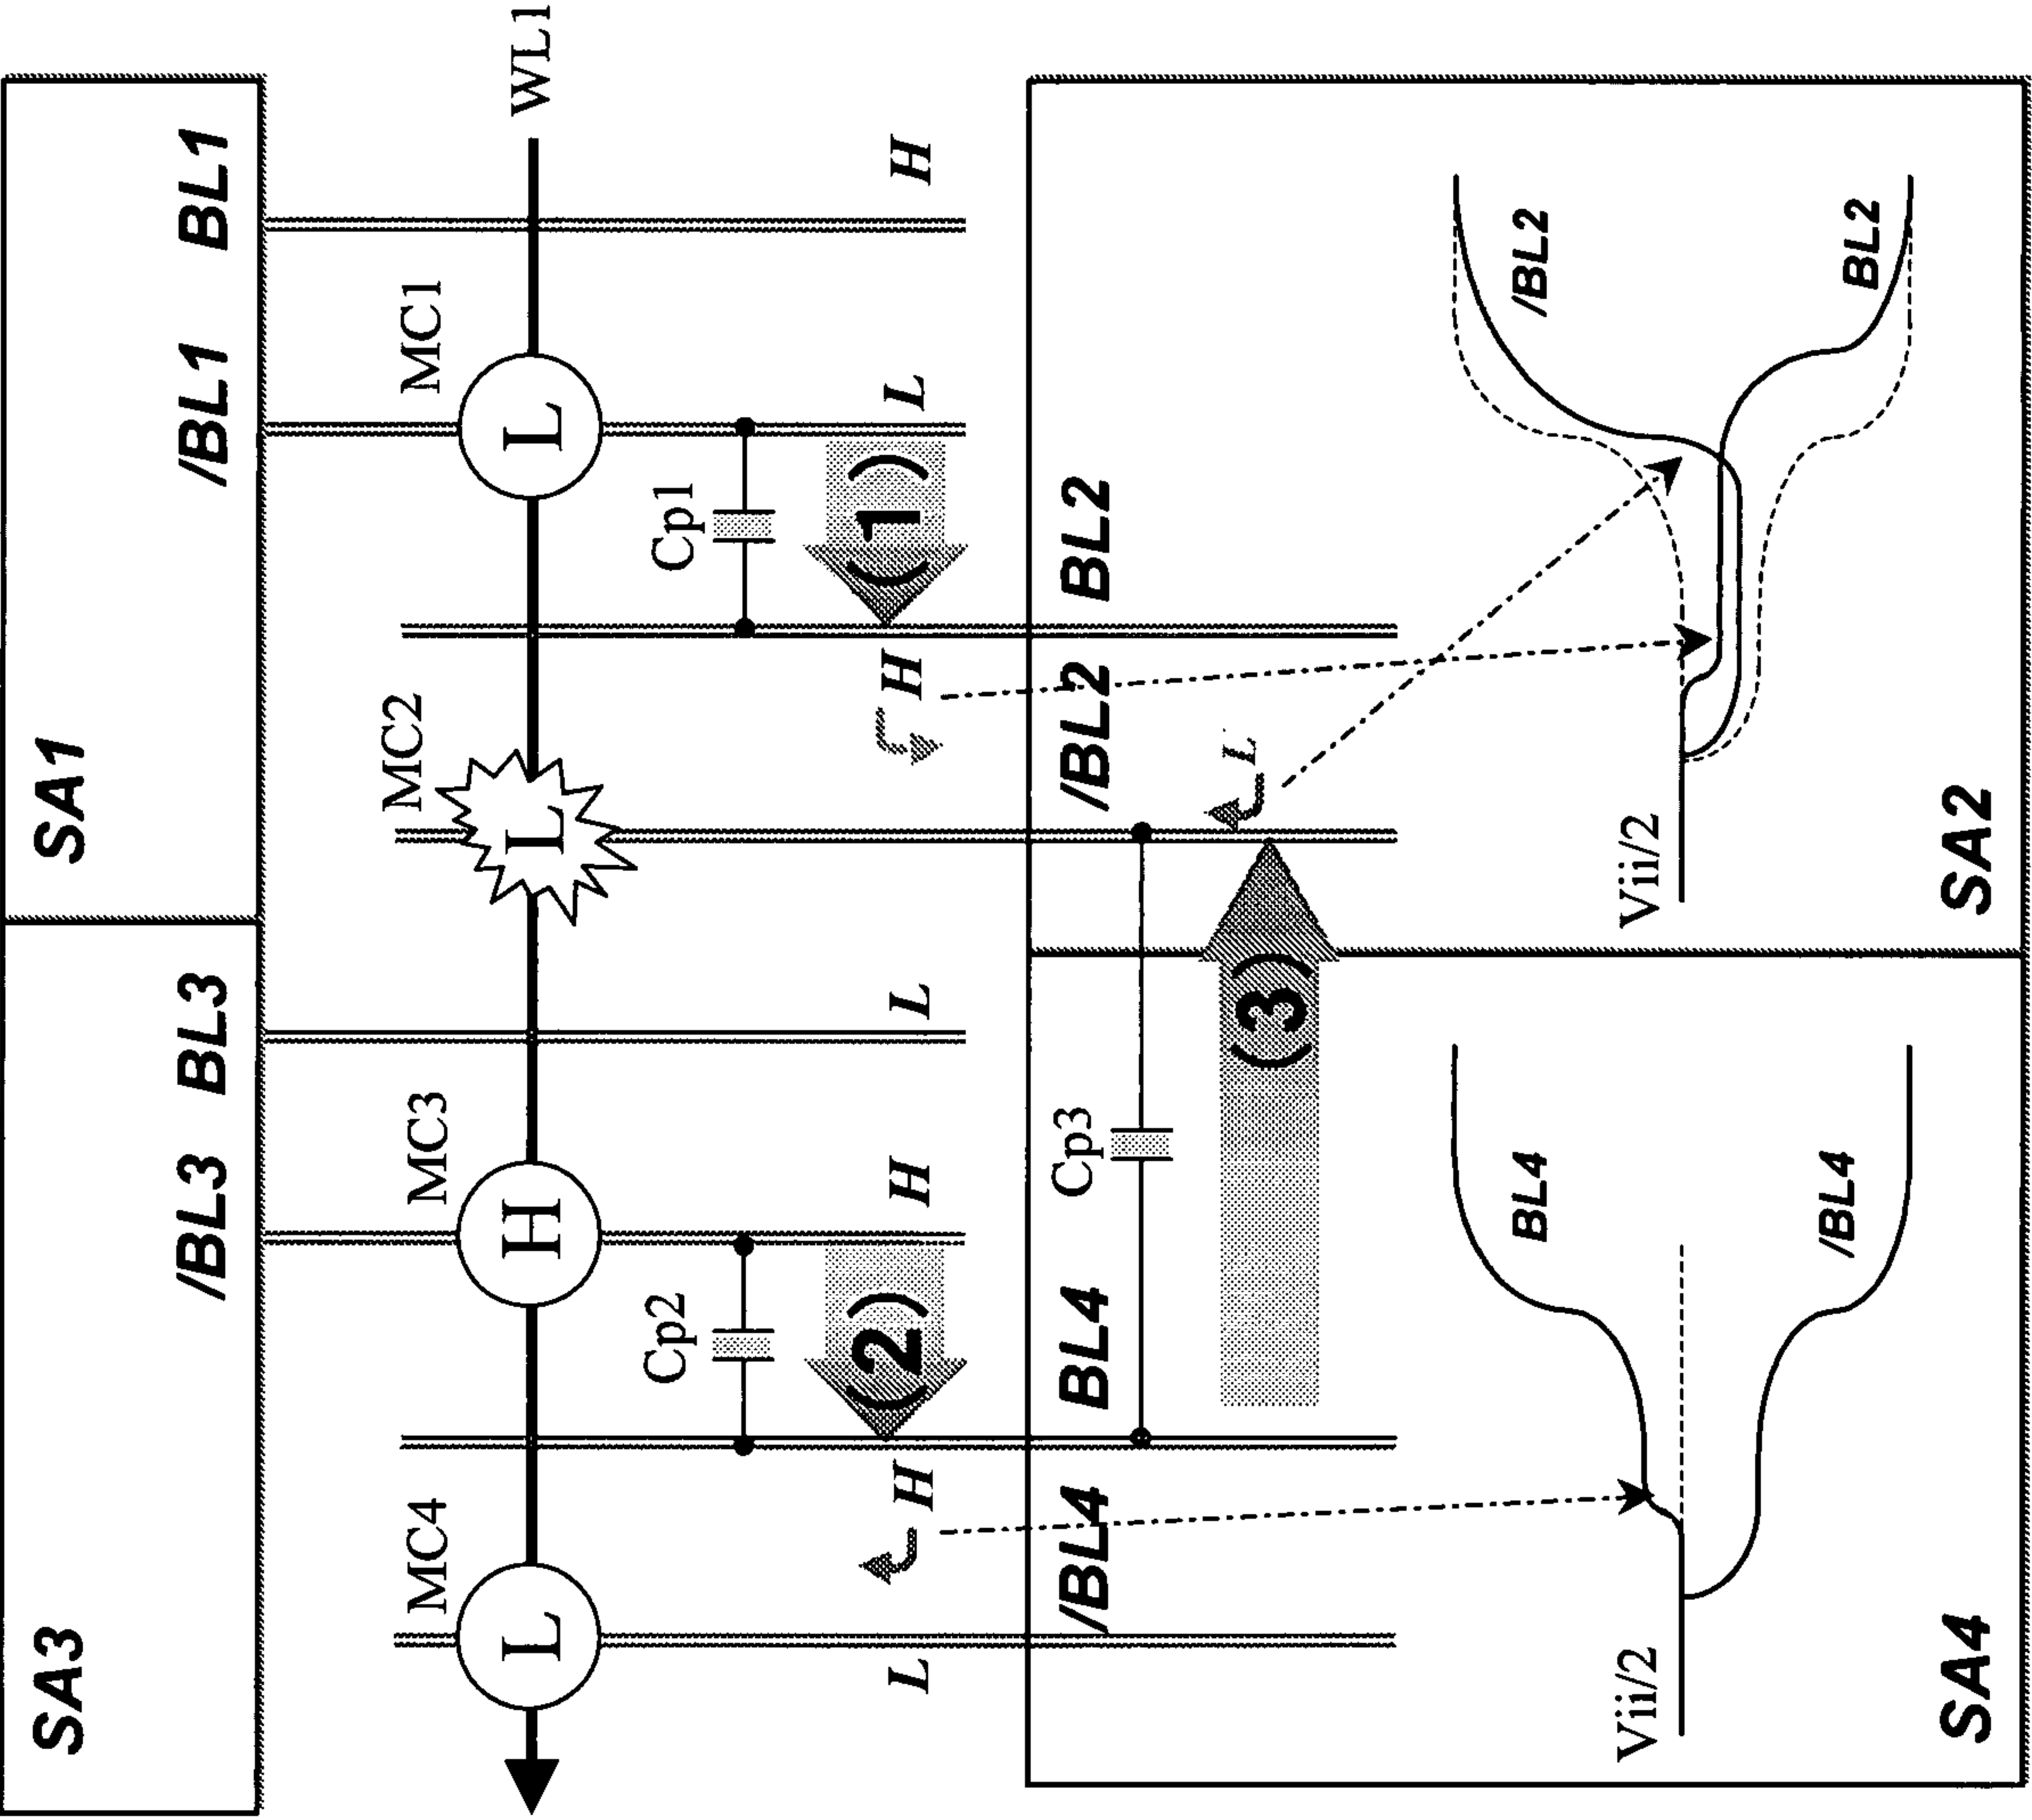 SA3 SA1
/BL3 BL3 /BL1 BL1
MC4 MC3 MC2 MC1
L H L L WL1
Cp2 Cp1
(2) (1)
L H H L H L H
/BL4 BL4 Cp3 /BL2 BL2
(3) L
BL4 /BL2
Vii/2 Vii/2
/BL4 BL2
SA4 SA2